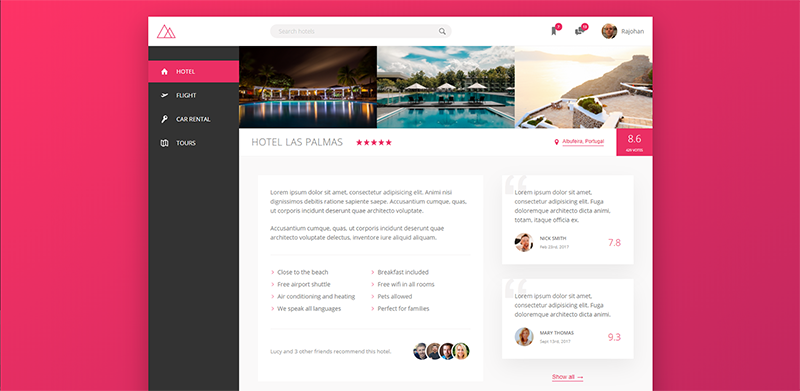 Search hotels
Rajohan
HOTEL
FLIGHT
CAR RENTAL
TOURS
HOTEL LAS PALMAS
Albufeira, Portugal
8.6
429 VOTES
Lorem ipsum dolor sit amet, consectetur adipisicing elit. Animi nisi
dignissimos debitis ratione sapiente saepe. Accusantium cumque, quas,
ut corporis incidunt deserunt quae architecto voluptate.
Accusantium cumque, quas, ut corporis incidunt deserunt quae
architecto voluptate delectus, inventore iure aliquid aliquam.
Close to the beach
Breakfast included
Free airport shuttle
Free wifi in all rooms
Air conditioning and heating
Pets allowed
We speak all languages
Perfect for families
Lucy and 3 other friends recommend this hotel.
Lorem ipsum dolor sit amet,
consectetur adipisicing elit. Fuga
doloremque architecto dicta animi,
totam, itaque officia ex.
NICK SMITH
Feb 23rd, 2017
7.8
Lorem ipsum dolor sit amet,
consectetur adipisicing elit. Fuga
doloremque architecto dicta animi.
MARY THOMAS
Sept 13rd, 2017
9.3
Show all →